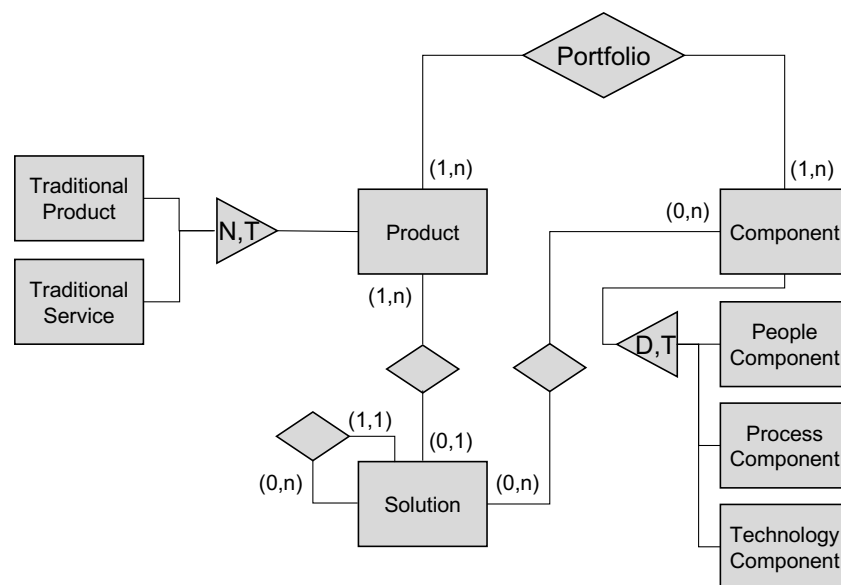 Portfolio
(1,n)
(1,n)
Traditional
Product
N,T
Product
(0,n)
Component
Traditional
Service
(1,n)
D,T
People
Component
(1,1)
(0,1)
Process
Component
(0,n)
Solution
(0,n)
Technology
Component